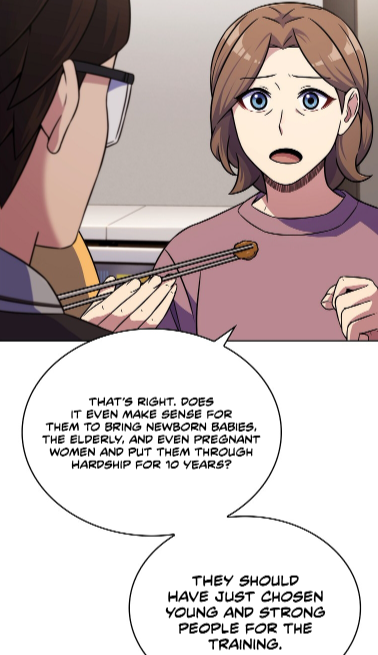 THAT'S RIGHT. DOES
IT EVEN MAKE SENSE FOR
THEM TO BRING NEWBORN BABIES,
THE ELDERLY, AND EVEN PREGNANT
WOMEN AND PUT THEM THROUGH
HARDSHIP FOR 10 YEARS?
THEY SHOULD
HAVE JUST CHOSEN
YOUNG AND STRONG
PEOPLE FOR THE
TRAINING.